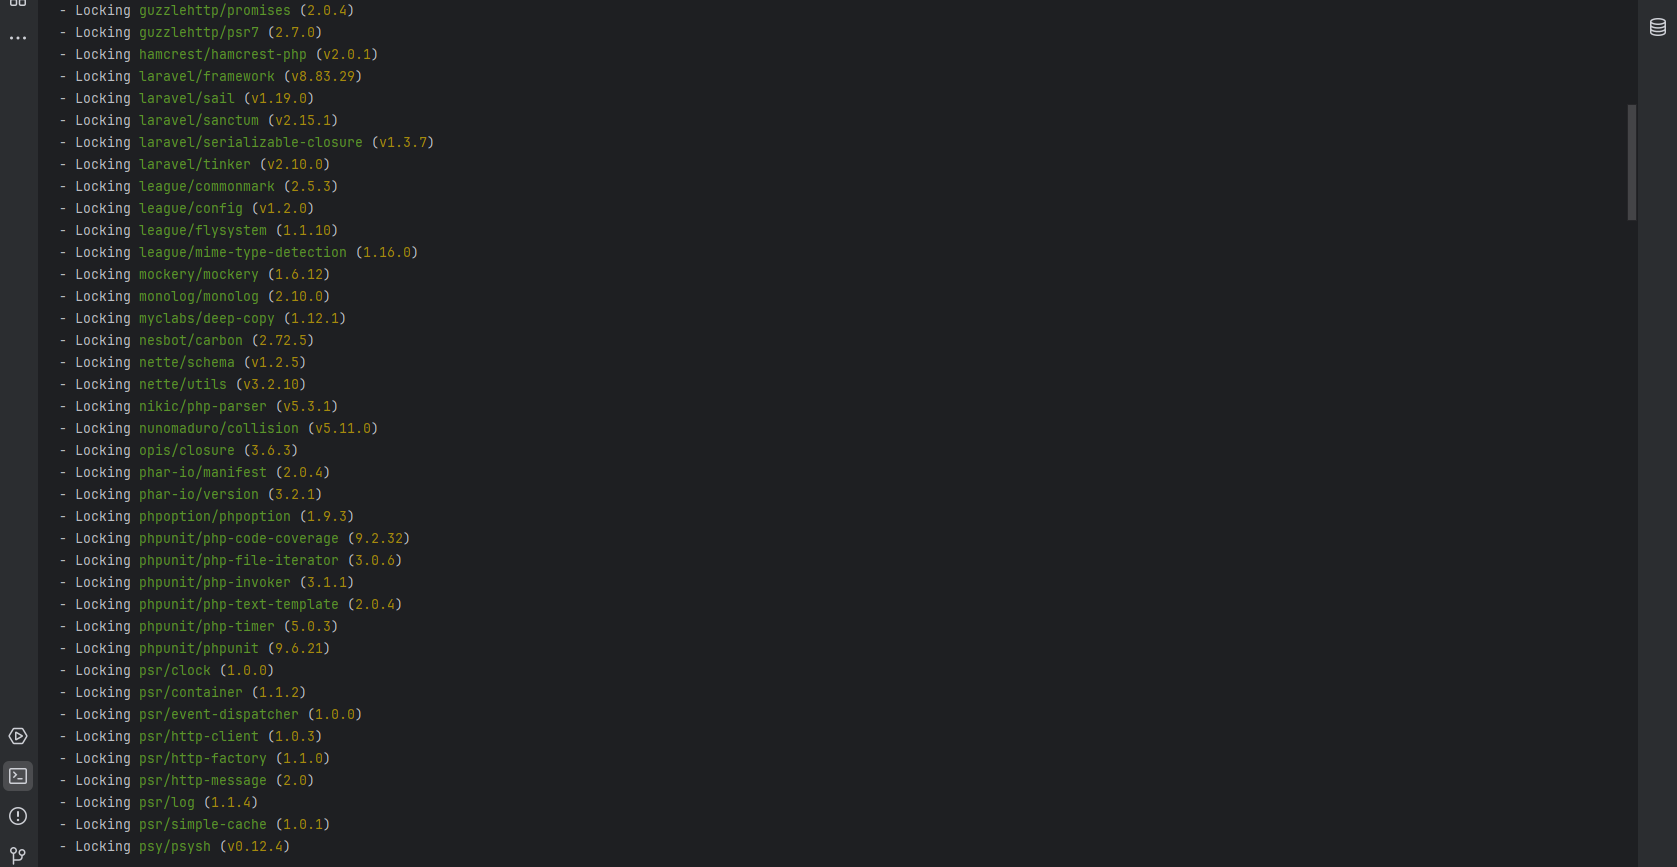 - Locking guzzlehttp/promises (2.0.4)
- Locking guzzlehttp/psr7 (2.7.0)
- Locking hamcrest/hamcrest-php (v2.0.1)
- Locking laravel/framework (v8.83.29)
- Locking laravel/sail (v1.19.0)
- Locking laravel/sanctum (v2.15.1)
- Locking laravel/serializable-closure (v1.3.7)
- Locking laravel/tinker (v2.10.0)
- Locking league/commonmark (2.5.3)
- Locking league/config (v1.2.0)
- Locking league/flysystem (1.1.10)
- Locking league/mime-type-detection (1.16.0)
- Locking mockery/mockery (1.6.12)
- Locking monolog/monolog (2.10.0)
- Locking myclabs/deep-copy (1.12.1)
- Locking nesbot/carbon (2.72.5)
- Locking nette/schema (v1.2.5)
- Locking nette/utils (v3.2.10)
- Locking nikic/php-parser (v5.3.1)
- Locking nunomaduro/collision (v5.11.0)
- Locking opis/closure (3.6.3)
- Locking phar-io/manifest (2.0.4)
- Locking phar-io/version (3.2.1)
- Locking phpoption/phpoption (1.9.3)
- Locking phpunit/php-code-coverage (9.2.32)
- Locking phpunit/php-file-iterator (3.0.6)
- Locking phpunit/php-invoker (3.1.1)
- Locking phpunit/php-text-template (2.0.4)
- Locking phpunit/php-timer (5.0.3)
- Locking phpunit/phpunit (9.6.21)
- Locking psr/clock (1.0.0)
- Locking psr/container (1.1.2)
- Locking psr/event-dispatcher (1.0.0)
- Locking psr/http-client (1.0.3)
- Locking psr/http-factory (1.1.0)
- Locking psr/http-message (2.0)
- Locking psr/log (1.1.4)
- Locking psr/simple-cache (1.0.1)
- Locking psy/psysh (v0.12.4)